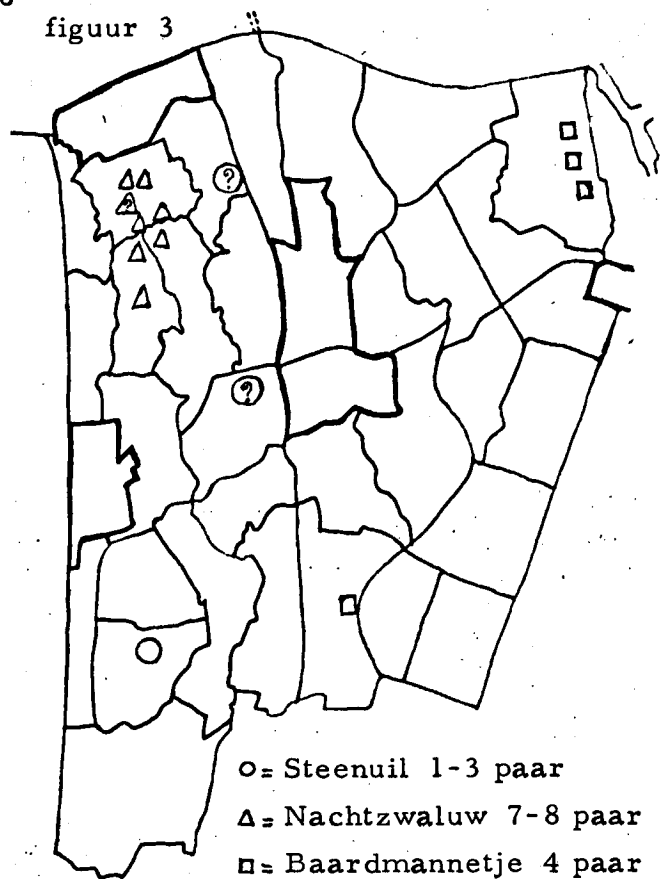 figuur 3
?
?
?
O = Steenuil 1-3 paar
Δ = Nachtzwaluw 7-8 paar
□ = Baardmannetje 4 paar